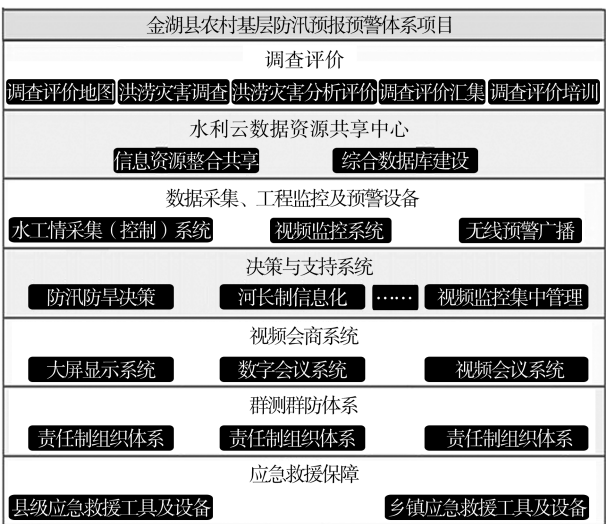 金湖县农村基层防汛预报预警体系项目
调查评价
调查评价地图 洪涝灾害调查 洪涝灾害分析评价 调查评价汇集 调查评价培训
水利云数据资源共享中心
信息资源整合共享 综合数据库建设
数据采集、工程监控及预警设备
水工情采集（控制）系统 视频监控系统 无线预警广播
决策与支持系统
防汛防旱决策 河长制信息化 …… 视频监控集中管理
视频会商系统
大屏显示系统 数字会议系统 视频会议系统
群测群防体系
责任制组织体系 责任制组织体系 责任制组织体系
应急救援保障
县级应急救援工具及设备 乡镇应急救援工具及设备